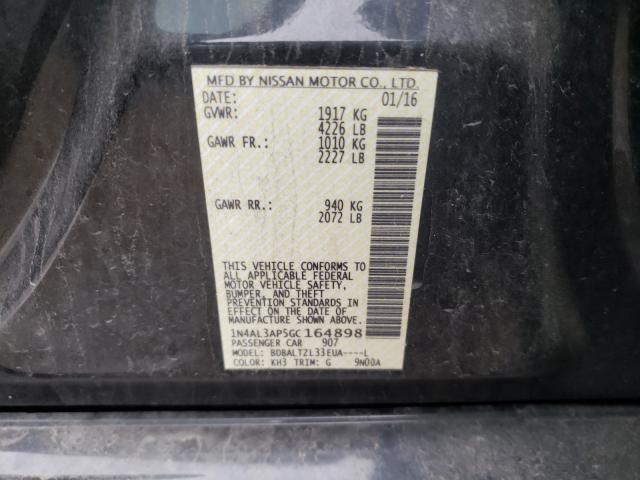 MFD BY NISSAN MOTOR CO., LTD.
DATE: 01/16
GVWR: 1917 KG
4226 LB
GAWR FR.: 1010 KG
2227 LB
GAWR RR.: 940 KG
2072 LB
THIS VEHICLE CONFORMS TO
ALL APPLICABLE FEDERAL
MOTOR VEHICLE SAFETY,
BUMPER, AND THEFT
PREVENTION STANDARDS IN
EFFECT ON THE DATE OF
MANUFACTURE SHOWN ABOVE.
1N4AL3AP5GC164898
PASSENGER CAR 907
MODEL: BDBALTZL33EUA----L
COLOR: KH3 TRIM: G 9N00A